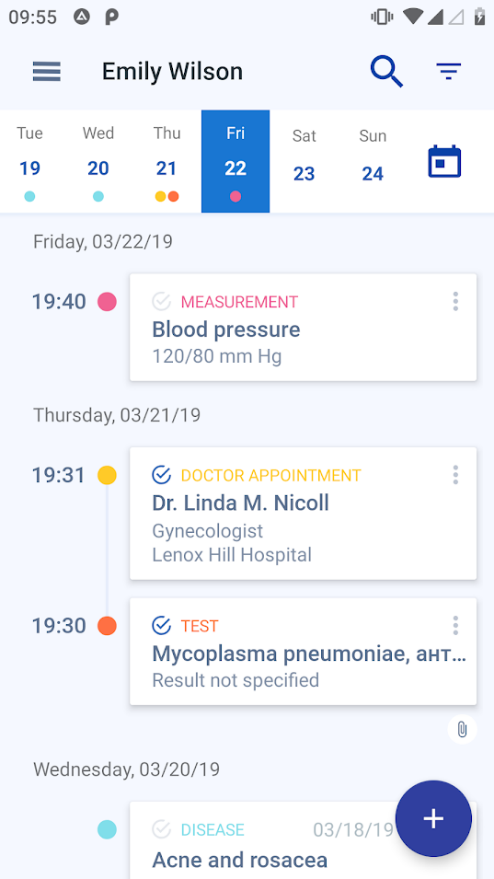 09:55
Emily Wilson
Tue Wed Thu Fri Sat Sun
19 20 21 22 23 24
Friday, 03/22/19
19:40 MEASUREMENT
Blood pressure
120/80 mm Hg
Thursday, 03/21/19
19:31 DOCTOR APPOINTMENT
Dr. Linda M. Nicoll
Gynecologist
Lenox Hill Hospital
19:30 TEST
Mycoplasma pneumoniae, ант...
Result not specified
Wednesday, 03/20/19
DISEASE 03/18/19
Acne and rosacea